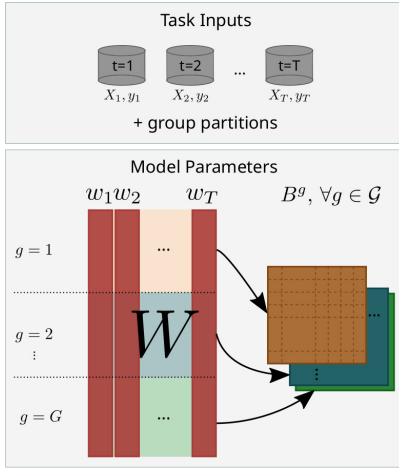 Task Inputs
t=1 t=2 ... t=T
X_1, y_1 X_2, y_2 X_T, y_T
+ group partitions
Model Parameters
w_1 w_2 w_T B^g, ∀g ∈ 𝒢
g = 1 ...
g = 2 W ...
⋮ ⋮
g = G ...